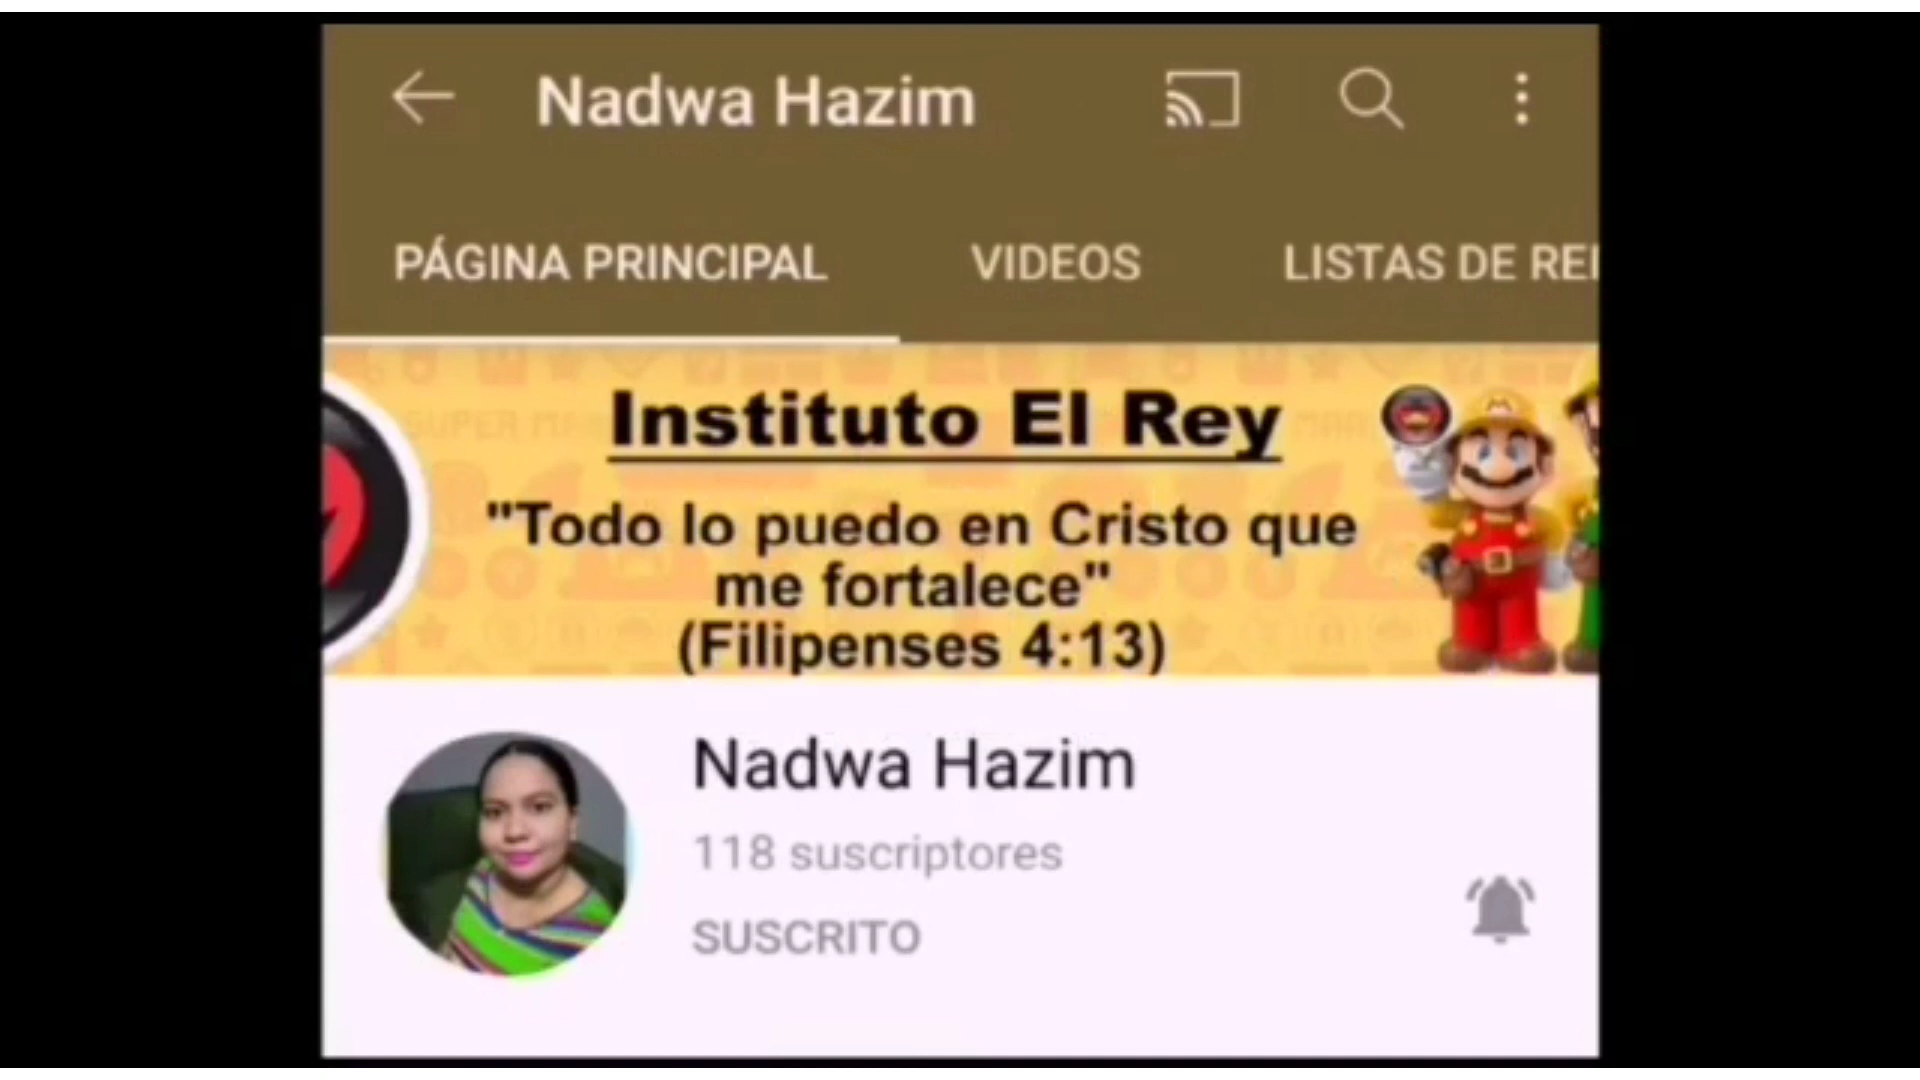 Nadwa Hazim
PÁGINA PRINCIPAL VIDEOS LISTAS DE
Instituto El Rey
"Todo lo puedo en Cristo que
me fortalece"
(Filipenses 4:13)
Nadwa Hazim
118 suscriptores
SUSCRITO